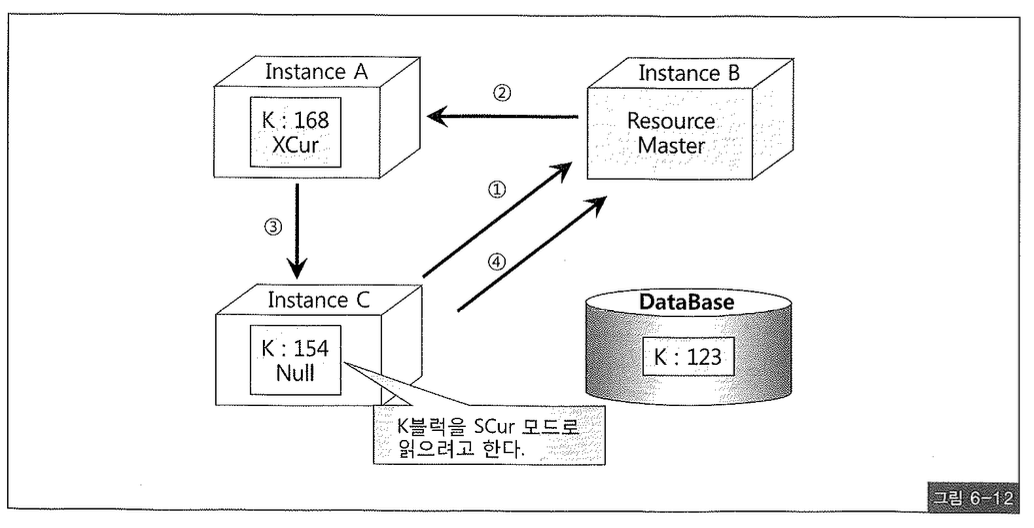 Instance A
K : 168
XCur
②
Instance B
Resource
Master
①
③
④
Instance C
K : 154
Null
DataBase
K : 123
K블럭을 SCur 모드로
읽으려고 한다.
그림 6-12